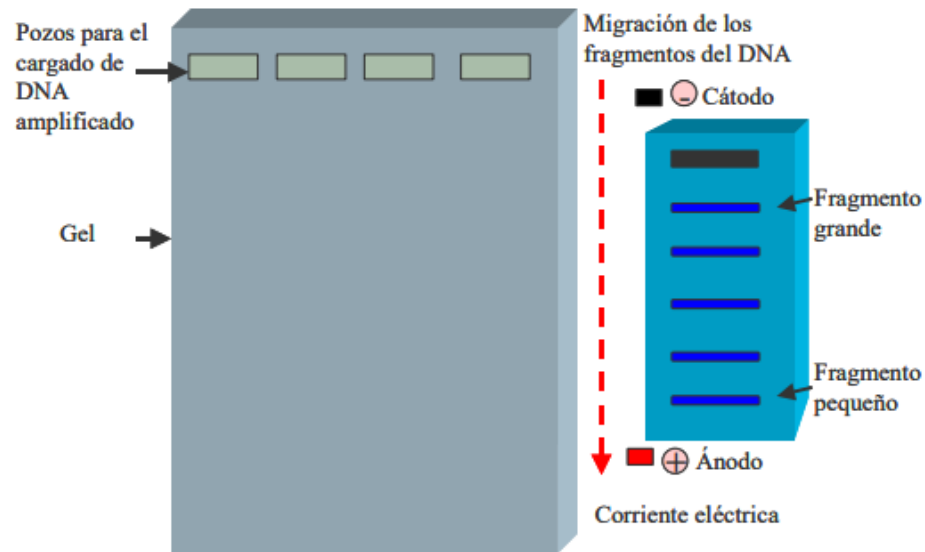 Pozos para el
cargado de
DNA
amplificado
Gel
Migración de los
fragmentos del DNA
- Cátodo
Fragmento
grande
Fragmento
pequeño
+ Ánodo
Corriente eléctrica